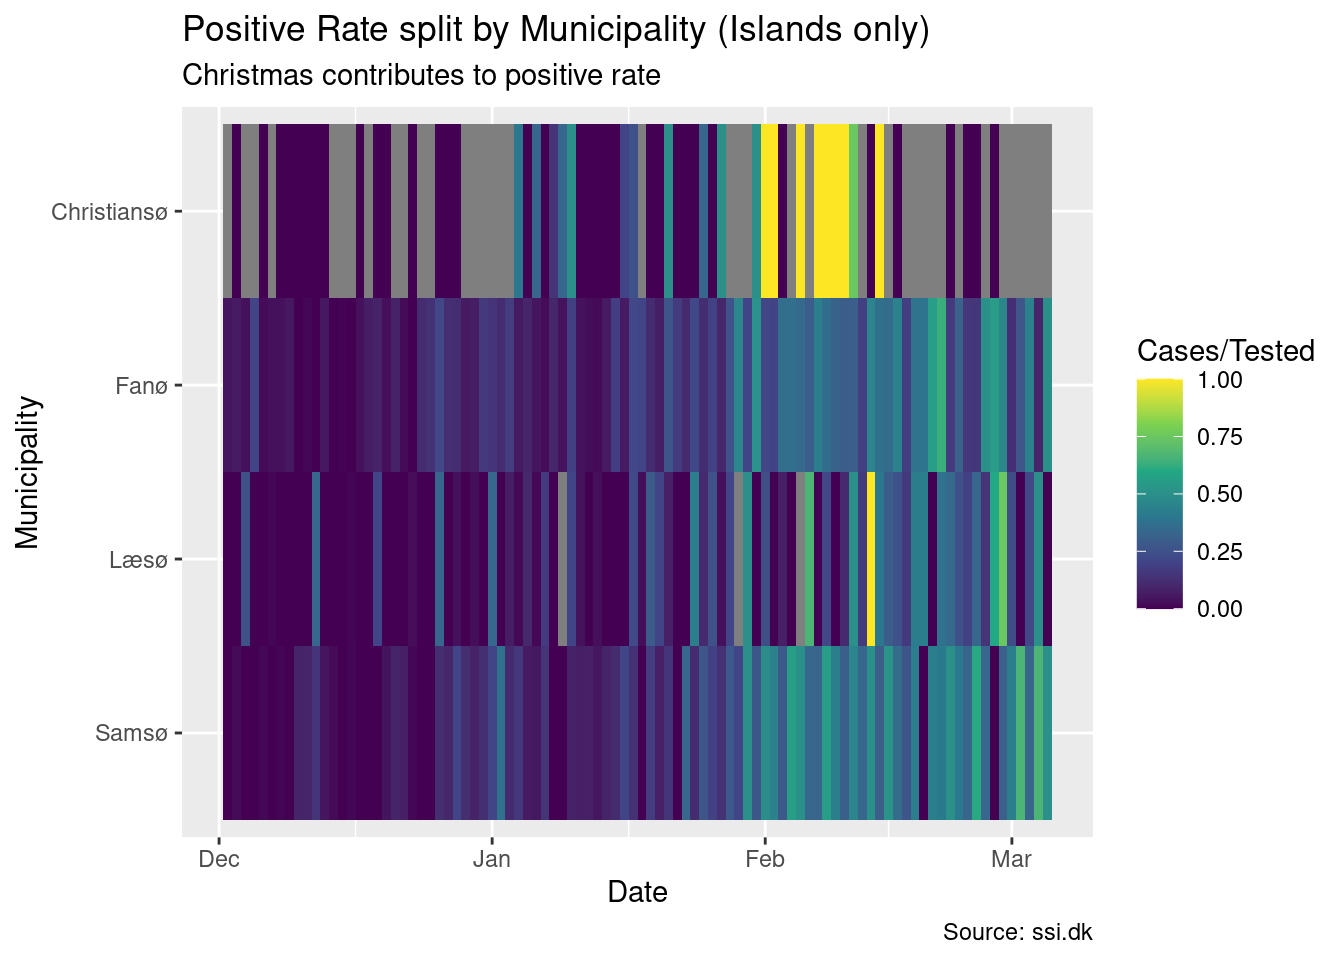 Positive Rate split by Municipality (Islands only)
Christmas contributes to positive rate
Municipality
Christiansø
Fanø
Læsø
Samsø
Dec
Jan
Feb
Mar
Date
Cases/Tested
1.00
0.75
0.50
0.25
0.00
Source: ssi.dk